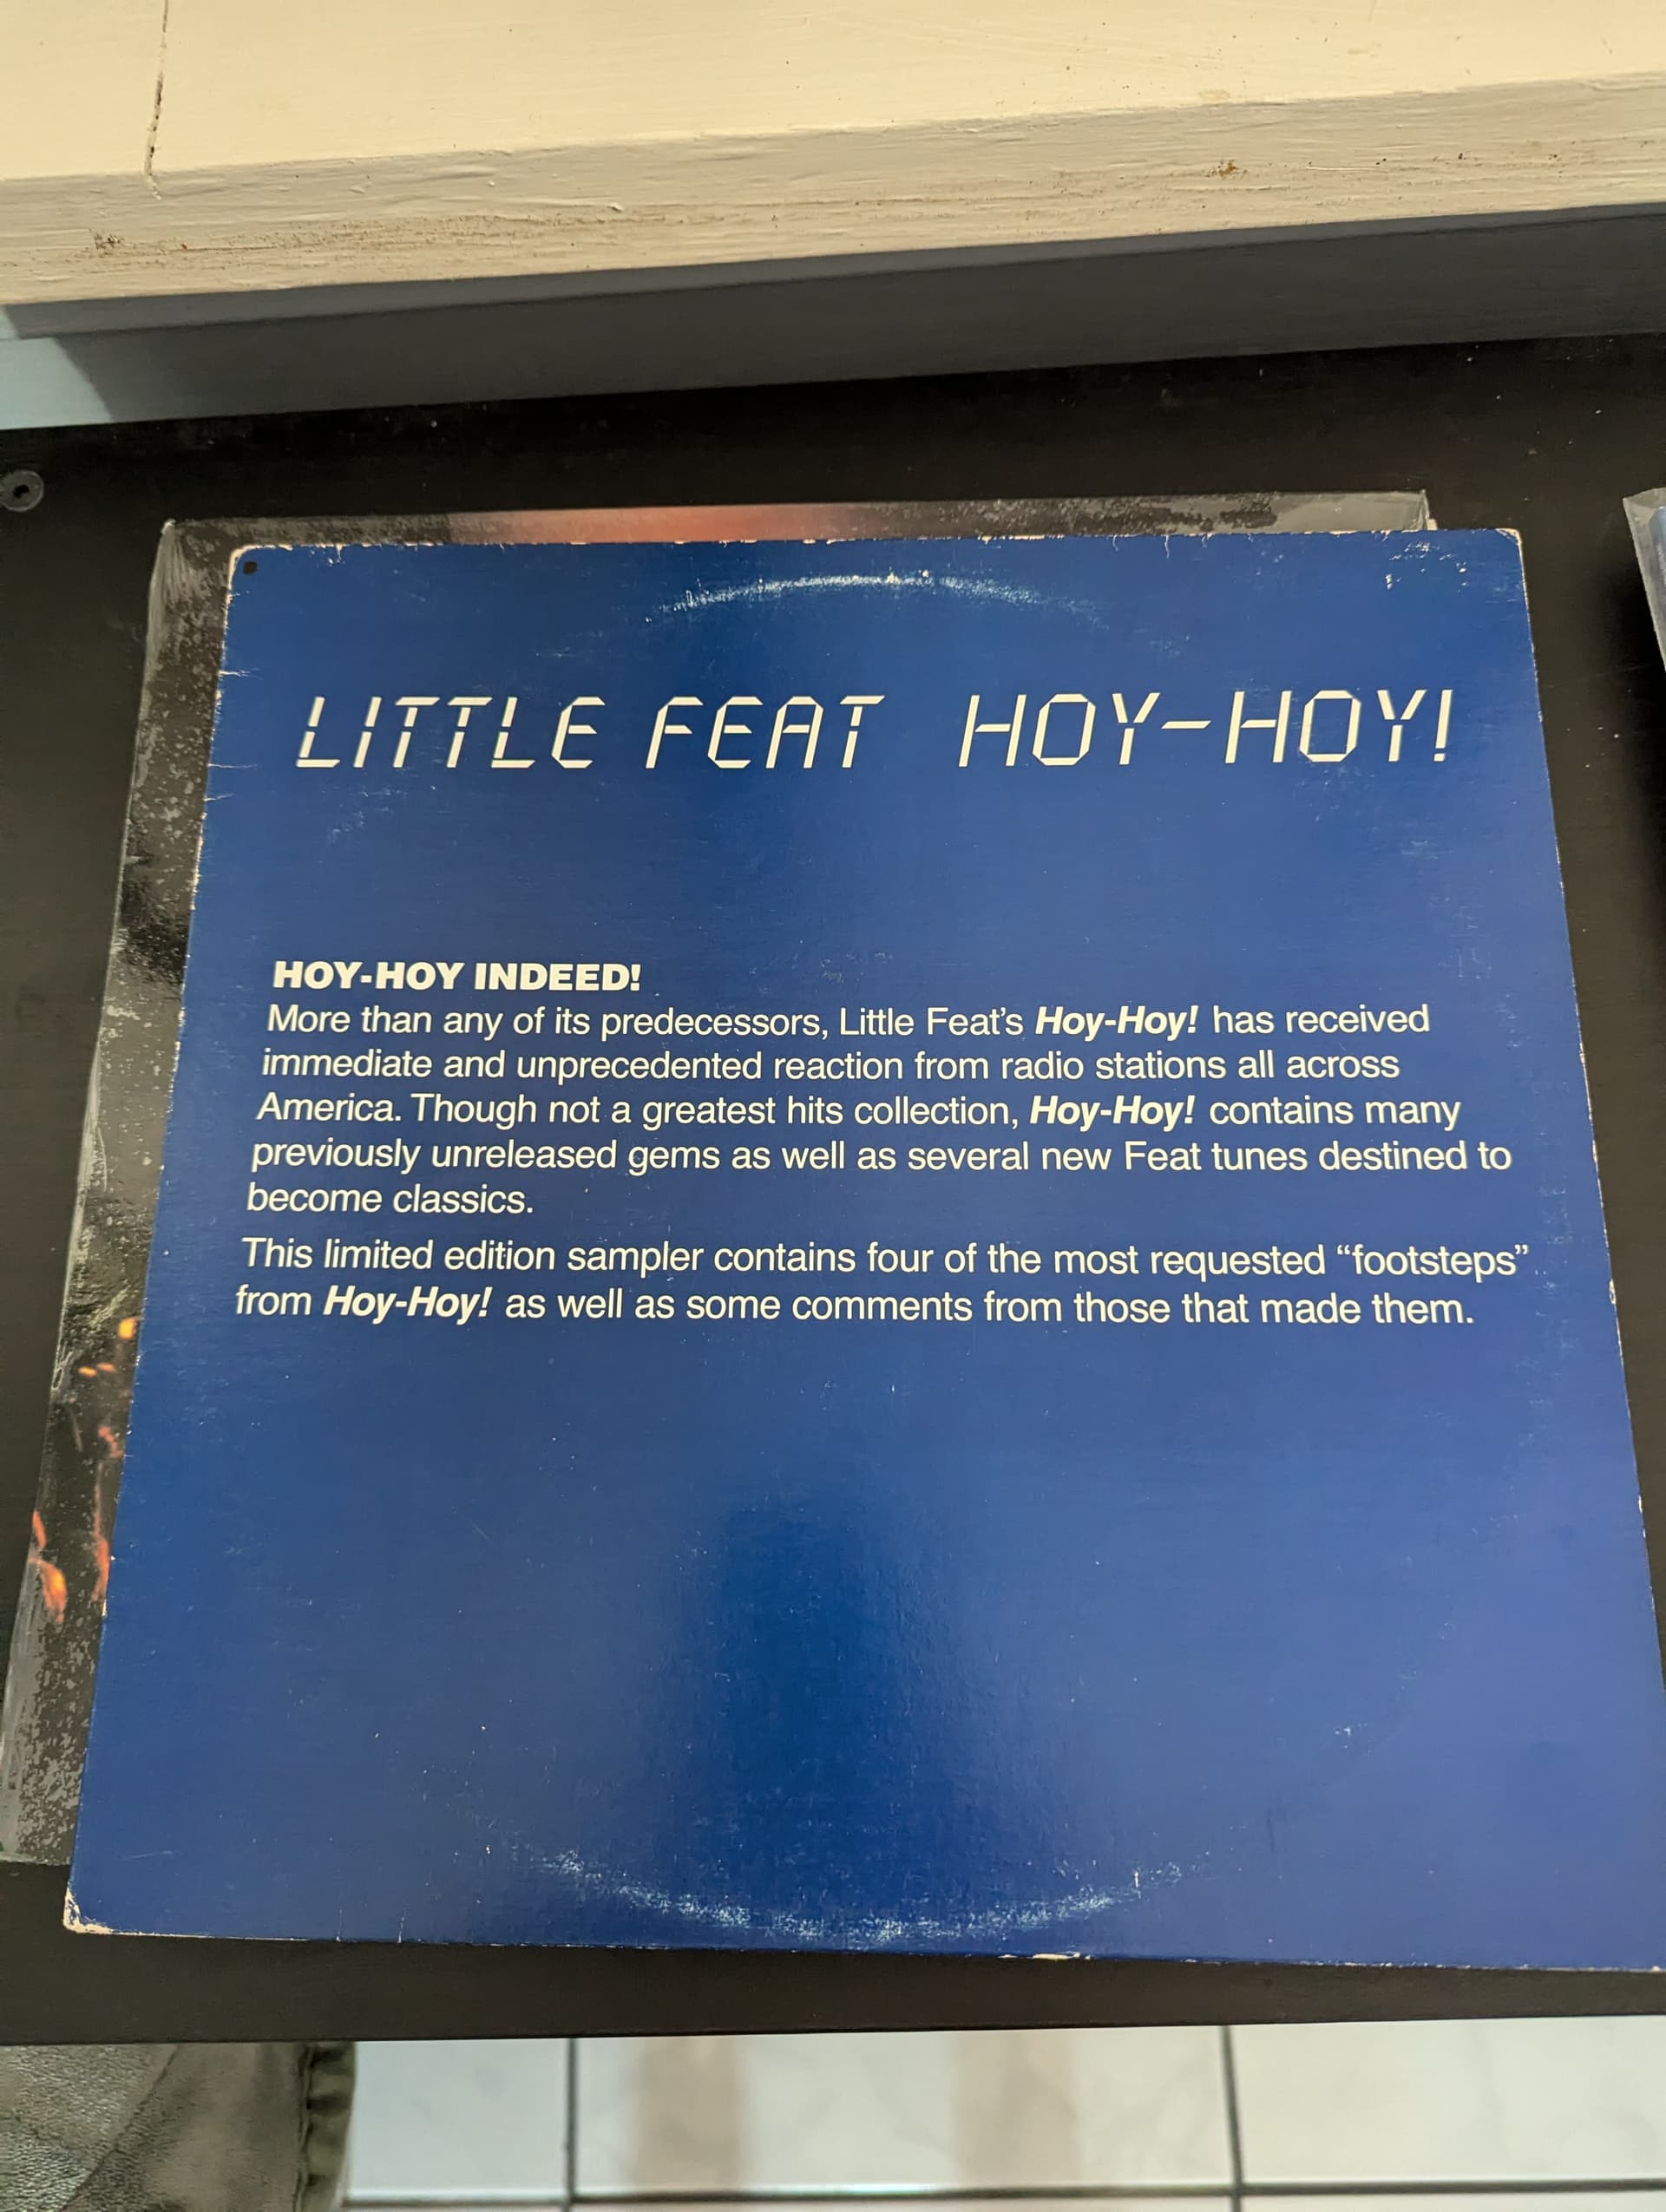 LITTLE FEAT HOY-HOY!
HOY-HOY INDEED!
More than any of its predecessors, Little Feat’s Hoy-Hoy! has received
immediate and unprecedented reaction from radio stations all across
America. Though not a greatest hits collection, Hoy-Hoy! contains many
previously unreleased gems as well as several new Feat tunes destined to
become classics.
This limited edition sampler contains four of the most requested “footsteps”
from Hoy-Hoy! as well as some comments from those that made them.